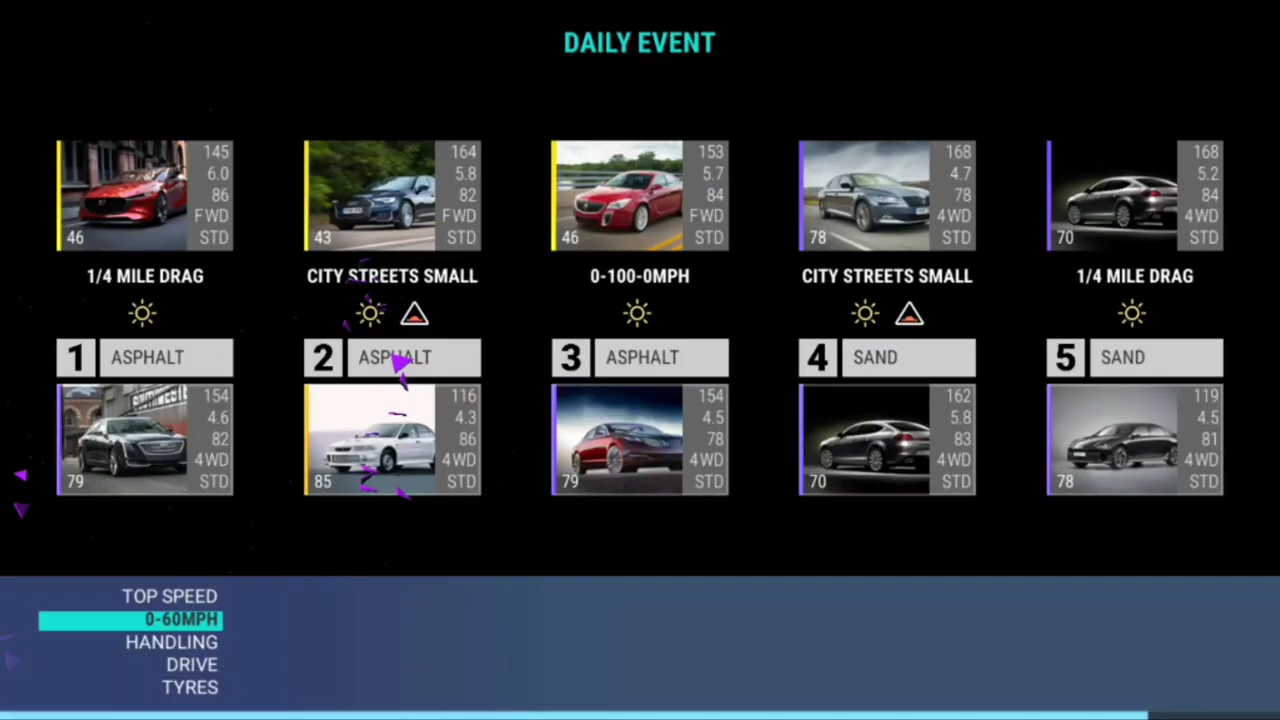 DAILY EVENT
145
6.0
86
FWD
46 STD
164
5.8
82
FWD
43 STD
153
5.7
84
FWD
46 STD
168
4.7
78
4WD
78 STD
168
5.2
84
4WD
70 STD
1/4 MILE DRAG
CITY STREETS SMALL
0-100-0MPH
CITY STREETS SMALL
1/4 MILE DRAG
1 ASPHALT
2 ASPHALT
3 ASPHALT
4 SAND
5 SAND
154
4.6
82
4WD
79 STD
116
4.3
86
4WD
85 STD
154
4.5
78
4WD
79 STD
162
5.8
83
4WD
70 STD
119
4.5
81
4WD
78 STD
TOP SPEED
0-60MPH
HANDLING
DRIVE
TYRES